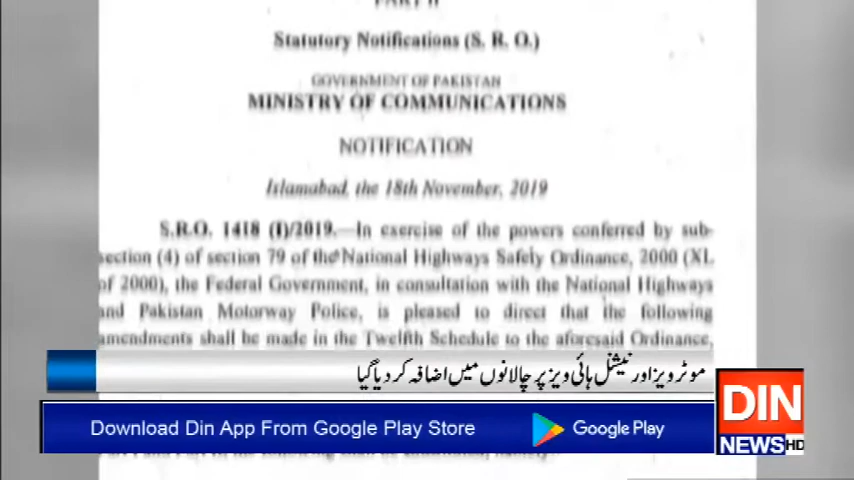 PART II
Statutory Notifications (S. R. O.)
GOVERNMENT OF PAKISTAN
MINISTRY OF COMMUNICATIONS
NOTIFICATION
Islamabad, the 18th November, 2019
S.R.O. 1418 (I)/2019.—In exercise of the powers conferred by sub-
section (4) of section 79 of the National Highways Safety Ordinance, 2000 (XL
of 2000), the Federal Government, in consultation with the National Highways
and Pakistan Motorway Police, is pleased to direct that the following
amendments shall be made in the Twelfth Schedule to the aforesaid Ordinance,
موٹرویز اور نیشنل ہائی ویز پر چالانوں میں اضافہ کر دیا گیا
Download Din App From Google Play Store
Google Play
DIN
NEWS HD